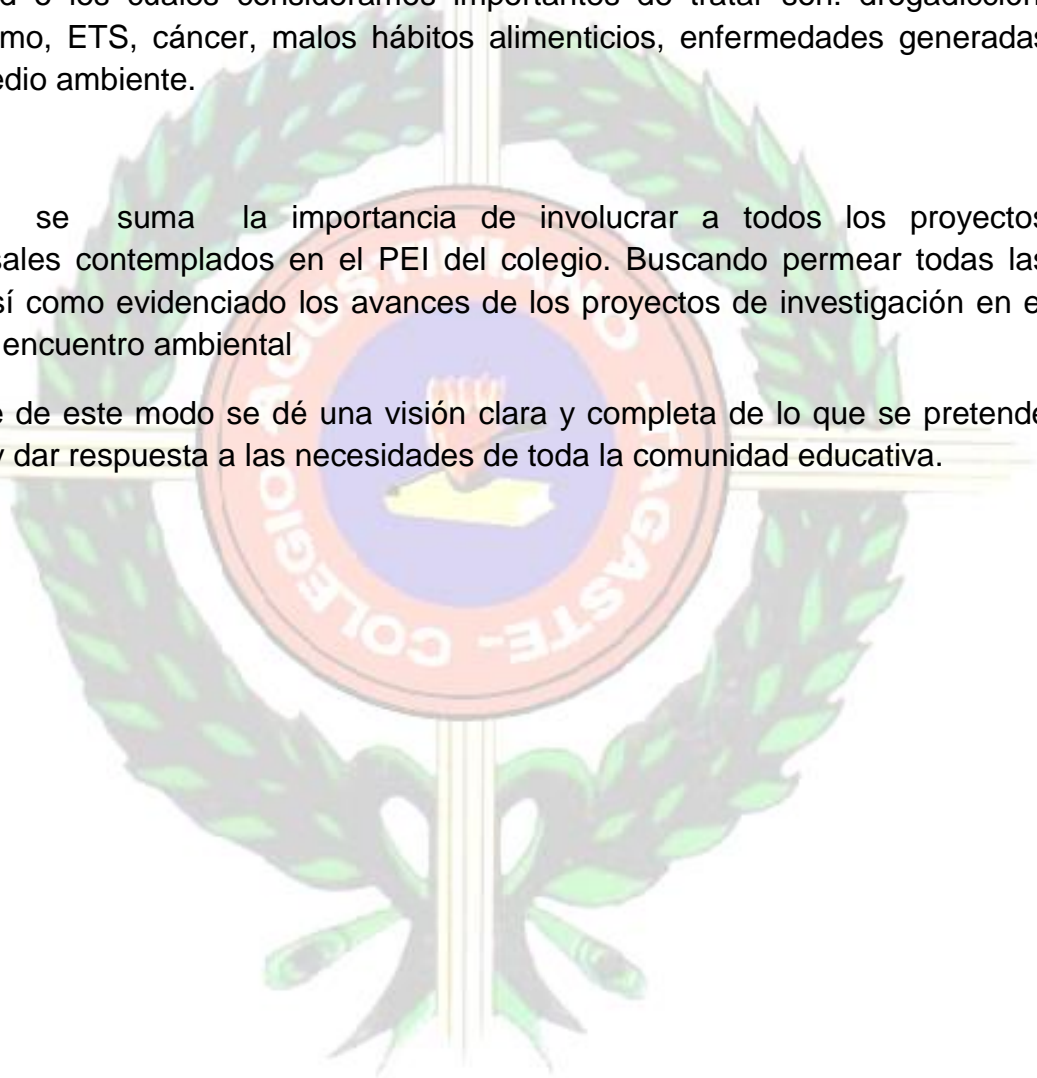 o los cuales consideramos importantes de tratar son: drogadicción
mo, ETS, cáncer, malos hábitos alimenticios, enfermedades generadas
edio ambiente.
se suma la importancia de involucrar a todos los proyectos
sales contemplados en el PEI del colegio. Buscando permear todas las
sí como evidenciado los avances de los proyectos de investigación en e
encuentro ambiental
e de este modo se dé una visión clara y completa de lo que se pretende
y dar respuesta a las necesidades de toda la comunidad educativa.
COLEGIO AGUSTINIANO TAGASTE-